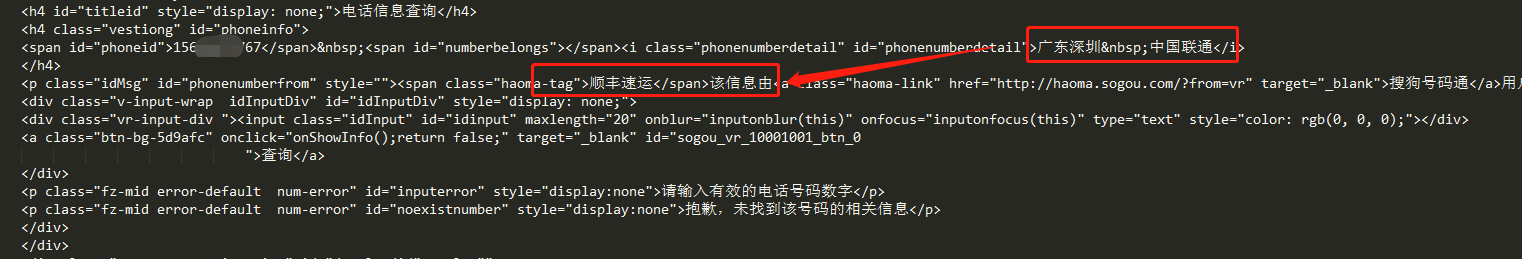 <h4 id="titleid" style="display: none;">电话信息查询</h4>
<h4 class="vestiong" id="phoneinfo">
<span id="phoneid">156 67</span>&nbsp;<span id="numberbelongs"></span><i class="phonenumberdetail" id="phonenumberdetail">广东深圳&nbsp;中国联通</i>
</h4>
<p class="idMsg" id="phonenumberfrom" style=""><span class="haoma-tag">顺丰速运</span>该信息由<a class="haoma-link" href="http://haoma.sogou.com/?from=vr" target="_blank">搜狗号码通</a>用
<div class="v-input-wrap  idInputDiv" id="idInputDiv" style="display: none;">
<div class="vr-input-div "><input class="idInput" id="idinput" maxlength="20" onblur="inputonblur(this)" onfocus="inputonfocus(this)" type="text" style="color: rgb(0, 0, 0);"></div>
<a class="btn-bg-5d9afc" onclick="onShowInfo();return false;" target="_blank" id="sogou_vr_10001001_btn_0
">查询</a>
</div>
<p class="fz-mid error-default  num-error" id="inputerror" style="display:none">请输入有效的电话号码数字</p>
<p class="fz-mid error-default  num-error" id="noexistnumber" style="display:none">抱歉，未找到该号码的相关信息</p>
</div>
</div>